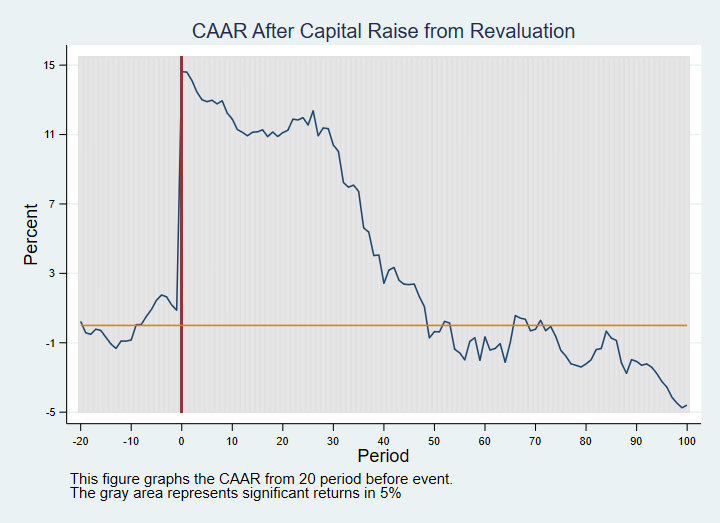 CAAR After Capital Raise from Revaluation
Percent
15
11
7
3
-1
-5
-20 -10 0 10 20 30 40 50 60 70 80 90 100
Period
This figure graphs the CAAR from 20 period before event.
The gray area represents significant returns in 5%